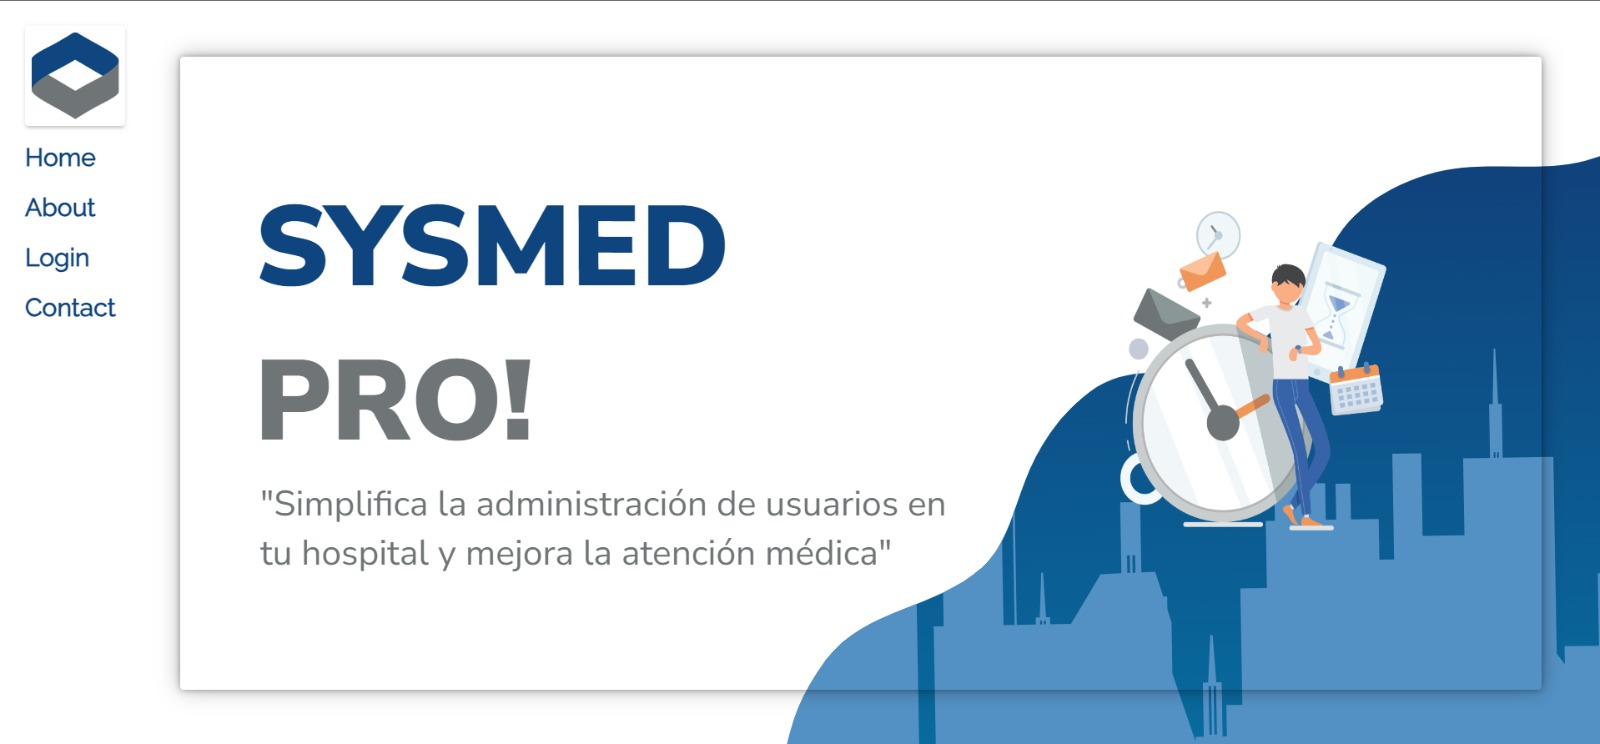 Home
About
Login
Contact
SYSMED
PRO!
"Simplifica la administración de usuarios en
tu hospital y mejora la atención médica"